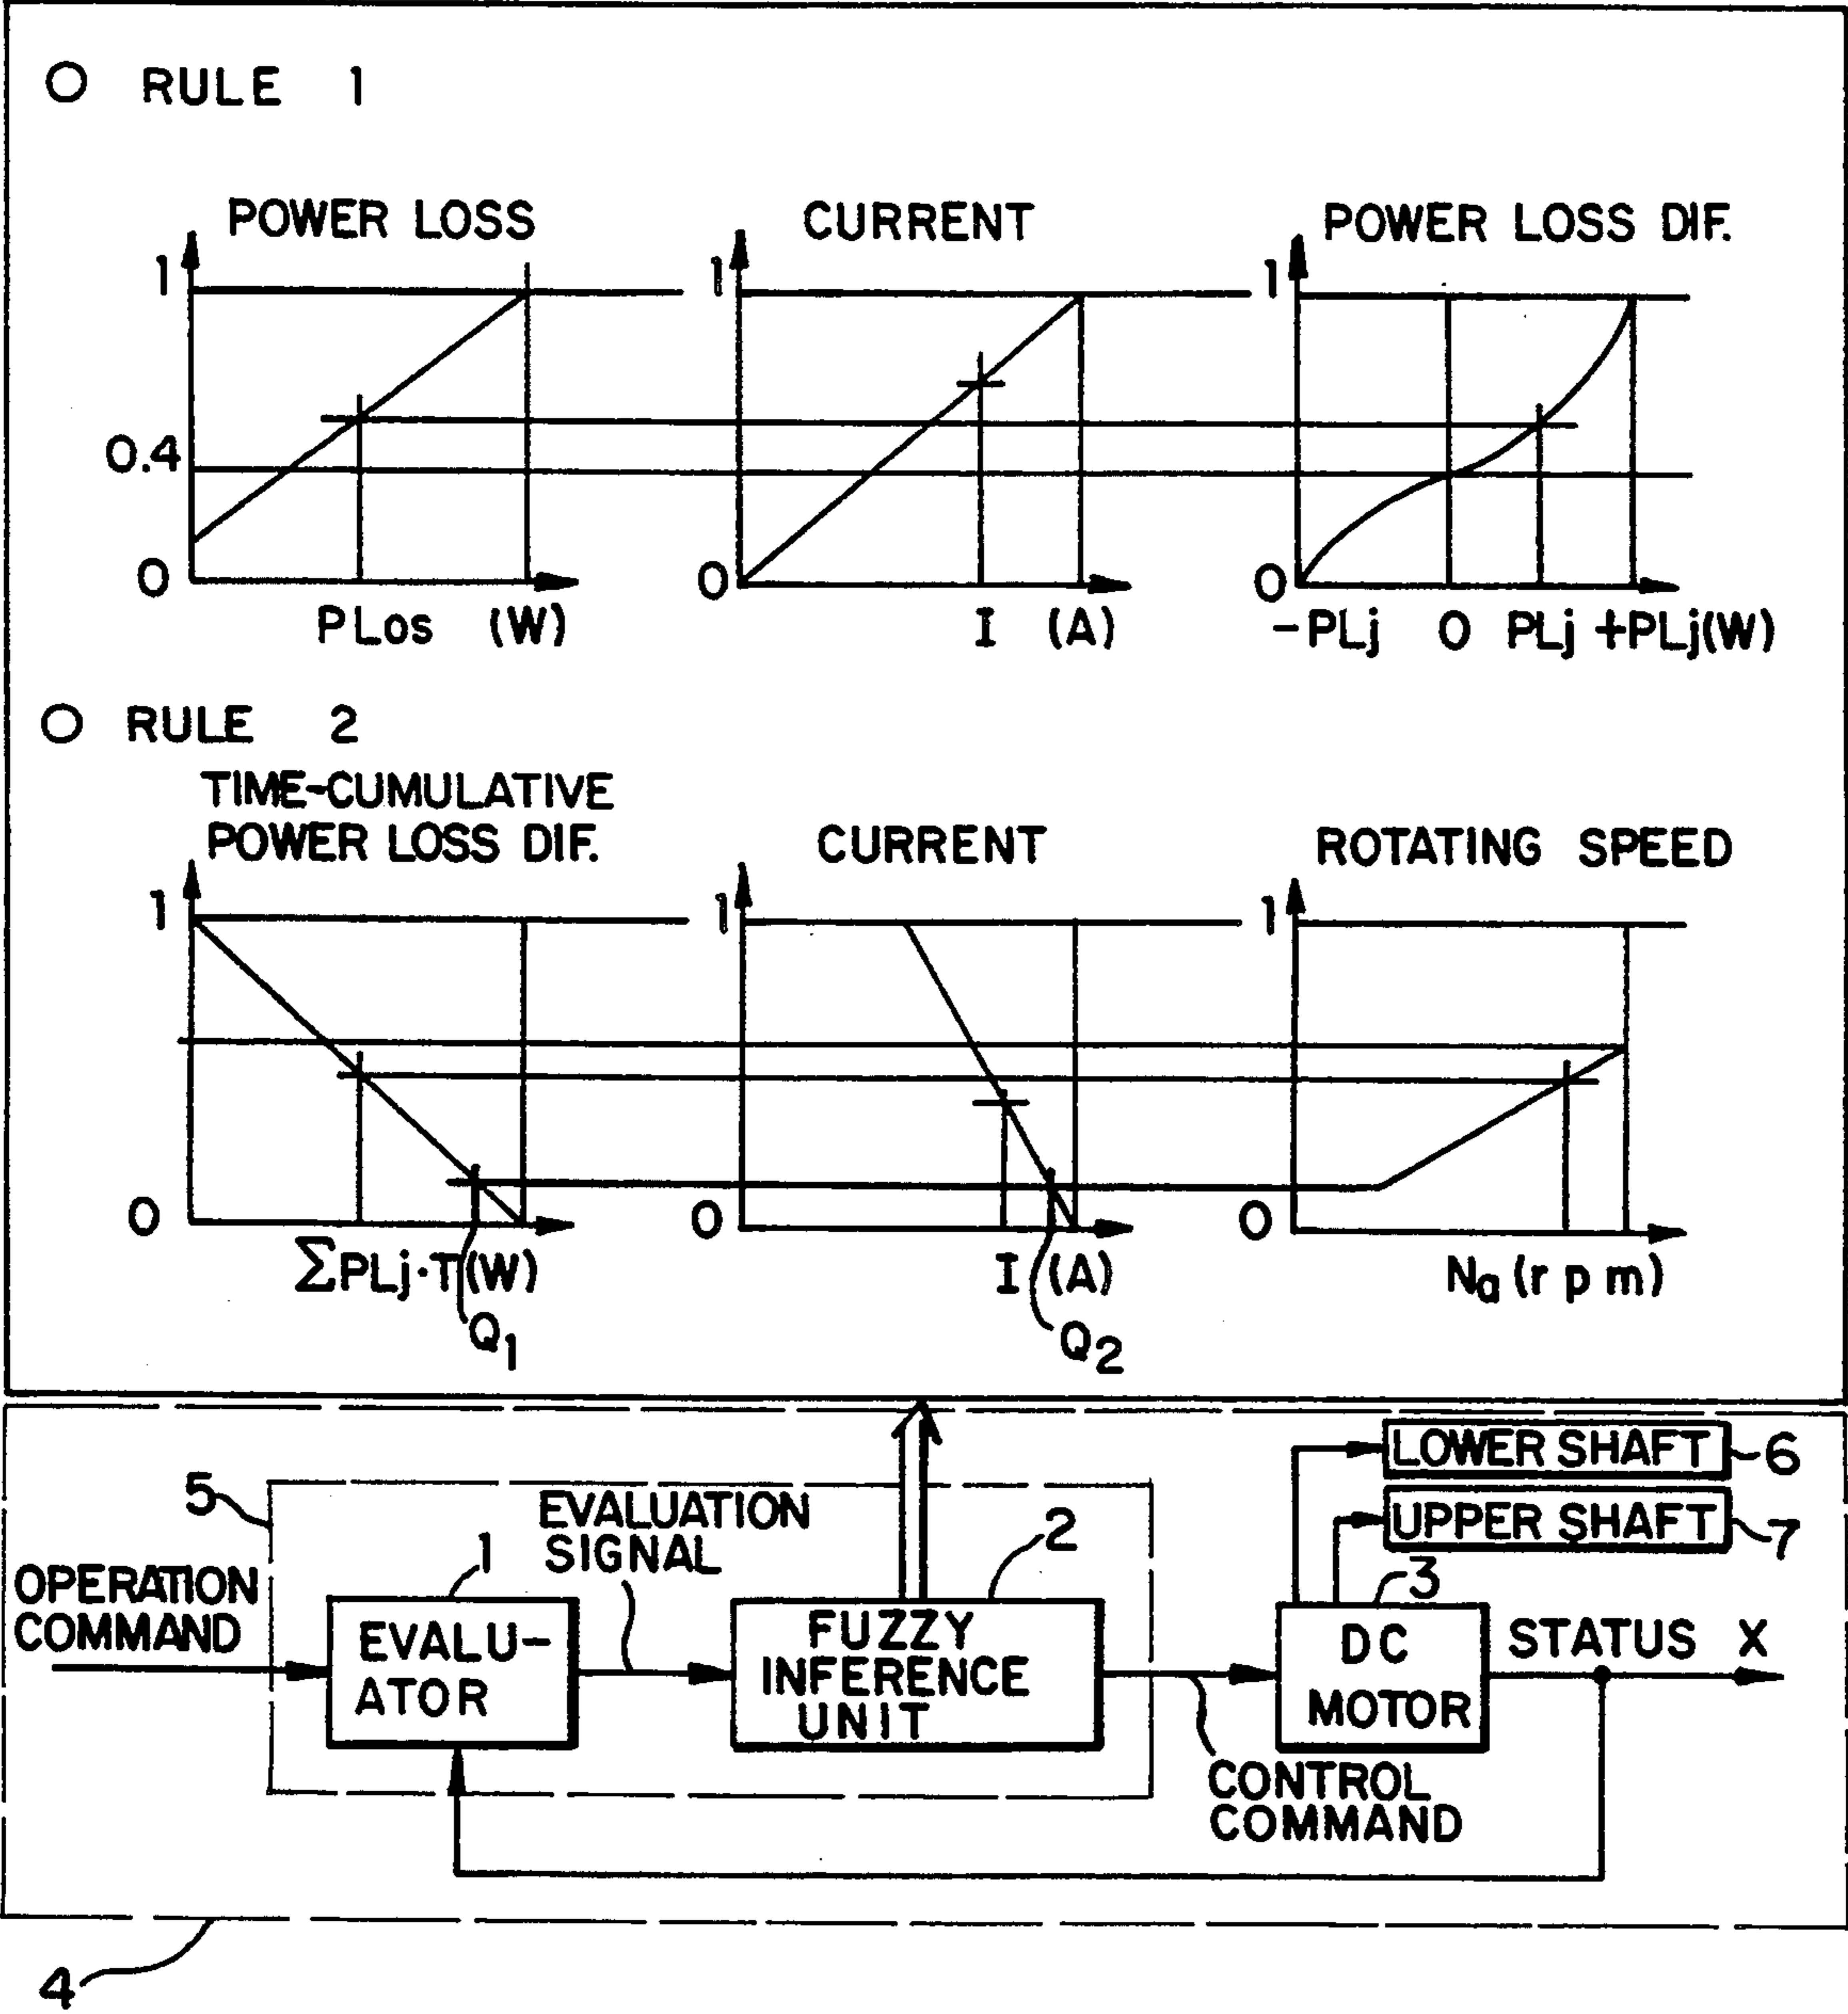 RULE 1
POWER LOSS
CURRENT
POWER LOSS DIF.
1
1
1
0.4
0
0
0
PLos (W)
I (A)
-PLj 0 PLj +PLj(W)
RULE 2
TIME-CUMULATIVE
POWER LOSS DIF.
CURRENT
ROTATING SPEED
1
1
1
0
0
0
ΣPLj·T(W)
I (A)
Na (rpm)
Q1
Q2
LOWER SHAFT
6
UPPER SHAFT
7
5
EVALUATION
SIGNAL
1
2
3
OPERATION
COMMAND
EVALU-
ATOR
FUZZY
INFERENCE
UNIT
DC
MOTOR
STATUS X
CONTROL
COMMAND
4